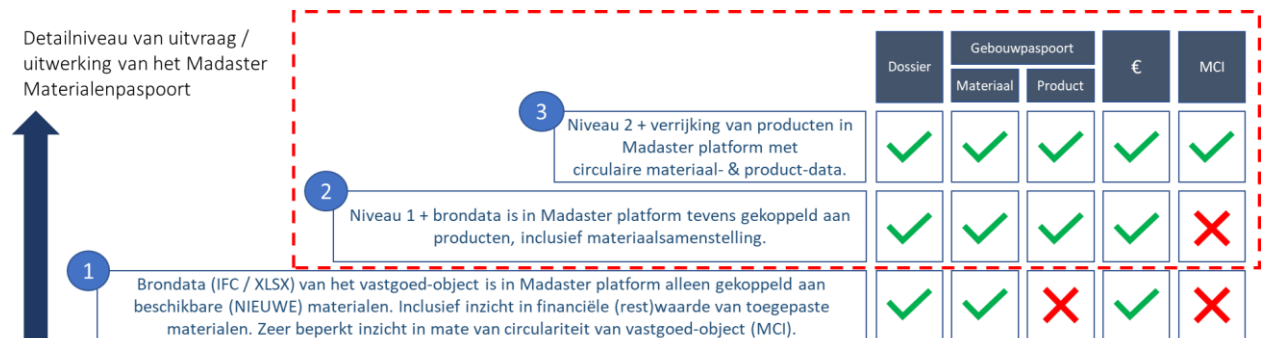 Detailniveau van uitvraag /
uitwerking van het Madaster
Materialenpaspoort
Dossier
Gebouwpaspoort
Materiaal
Product
€
MCI
3
Niveau 2 + verrijking van producten in
Madaster platform met
circulaire materiaal- & product-data.
2
Niveau 1 + brondata is in Madaster platform tevens gekoppeld aan
producten, inclusief materiaalsamenstelling.
1
Brondata (IFC / XLSX) van het vastgoed-object is in Madaster platform alleen gekoppeld aan
beschikbare (NIEUWE) materialen. Inclusief inzicht in financiële (rest)waarde van toegepaste
materialen. Zeer beperkt inzicht in mate van circulariteit van vastgoed-object (MCI).